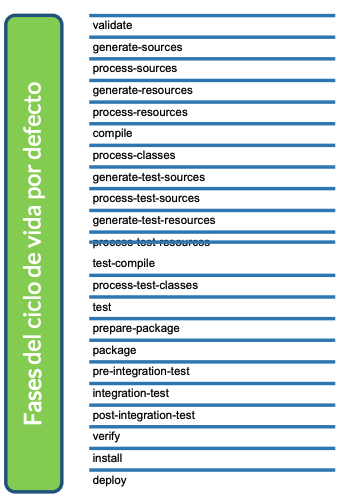 Fases del ciclo de vida por defecto
validate
generate-sources
process-sources
generate-resources
process-resources
compile
process-classes
generate-test-sources
process-test-sources
generate-test-resources
process-test-resources
test-compile
process-test-classes
test
prepare-package
package
pre-integration-test
integration-test
post-integration-test
verify
install
deploy